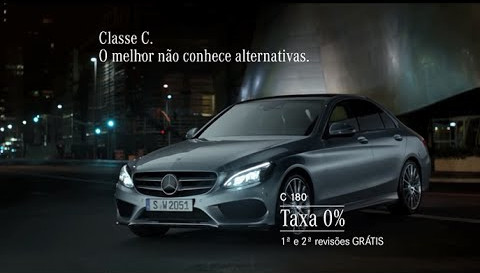 Classe C.
O melhor não conhece alternativas.
S W 2051
C 180
Taxa 0%
1ª e 2ª revisões GRÁTIS